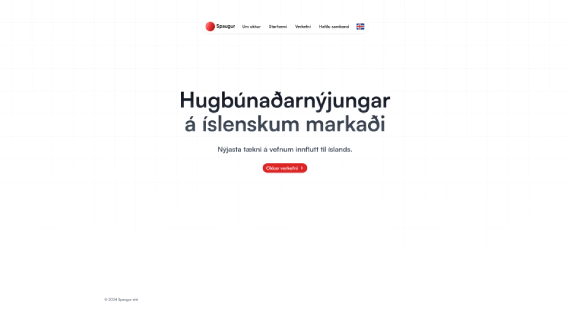 Spaugur Um okkur Starfsemi Verkefni Hafðu samband
Hugbúnaðarnýjungar
á íslenskum markaði
Nýjasta tækni á vefnum innflutt til íslands.
Okkar verkefni
© 2024 Spaugur ehf.